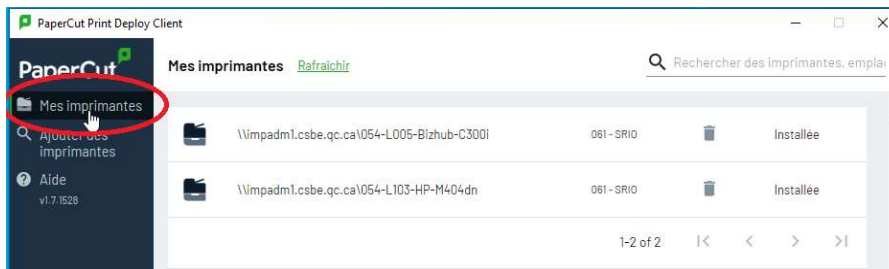 PaperCut Print Deploy Client
PaperCut
Mes imprimantes
Ajouter des
imprimantes
Aide
v1.7.1528
Mes imprimantes Rafraîchir
Rechercher des imprimantes, emplac
\\impadm1.csbe.qc.ca\054-L005-Bizhub-C300i 061 - SRIO Installée
\\impadm1.csbe.qc.ca\054-L103-HP-M404dn 061 - SRIO Installée
1-2 of 2